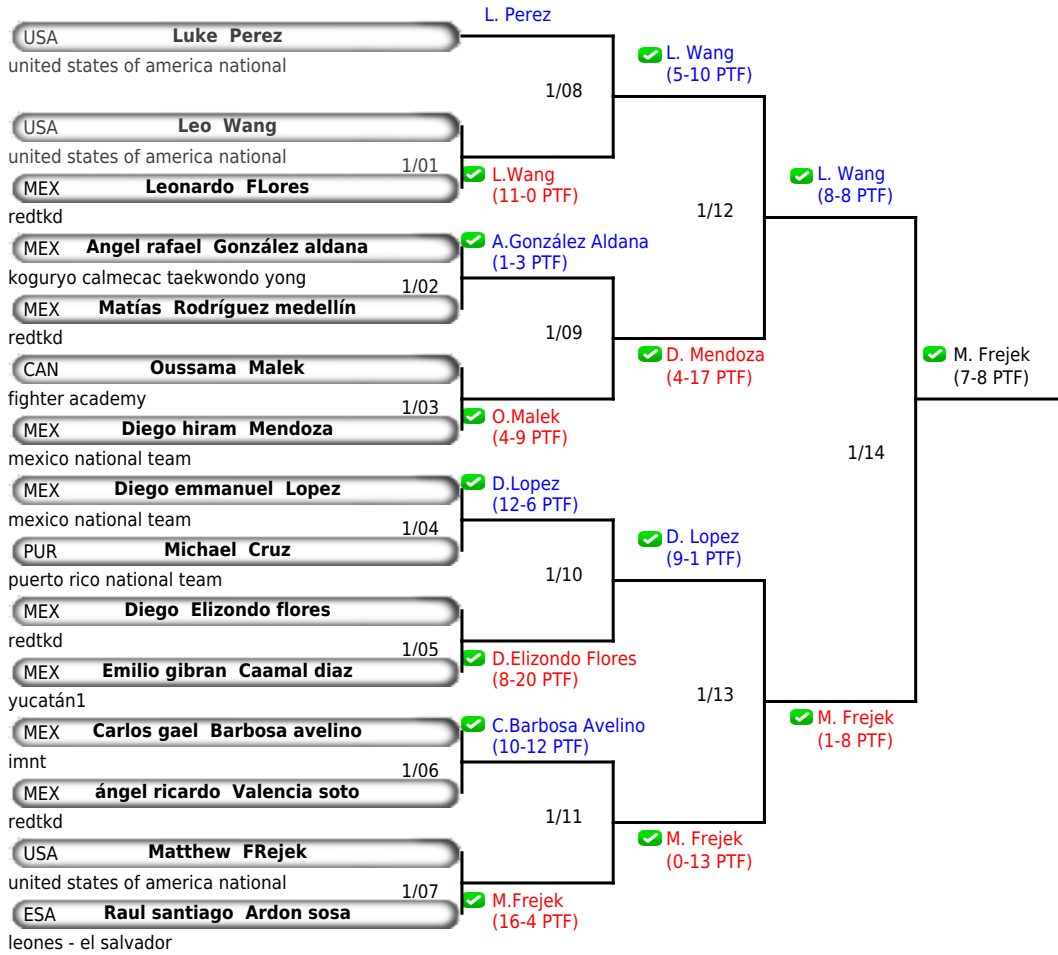 L. Perez
USA Luke Perez
united states of america national
L. Wang
(5-10 PTF)
1/08
USA Leo Wang
united states of america national
1/01
MEX Leonardo FLores
redtkd
L.Wang
(11-0 PTF)
L. Wang
(8-8 PTF)
1/12
MEX Angel rafael González aldana
koguryo calmecac taekwondo yong
A.González Aldana
(1-3 PTF)
1/02
MEX Matías Rodríguez medellín
redtkd
1/09
CAN Oussama Malek
fighter academy
D. Mendoza
(4-17 PTF)
M. Frejek
(7-8 PTF)
1/03
MEX Diego hiram Mendoza
mexico national team
O.Malek
(4-9 PTF)
1/14
MEX Diego emmanuel Lopez
mexico national team
D.Lopez
(12-6 PTF)
1/04
PUR Michael Cruz
puerto rico national team
D. Lopez
(9-1 PTF)
1/10
MEX Diego Elizondo flores
redtkd
1/05
MEX Emilio gibran Caamal diaz
yucatán1
D.Elizondo Flores
(8-20 PTF)
1/13
MEX Carlos gael Barbosa avelino
imnt
C.Barbosa Avelino
(10-12 PTF)
M. Frejek
(1-8 PTF)
1/06
MEX ángel ricardo Valencia soto
redtkd
1/11
USA Matthew FRejek
united states of america national
M. Frejek
(0-13 PTF)
1/07
ESA Raul santiago Ardon sosa
leones - el salvador
M.Frejek
(16-4 PTF)